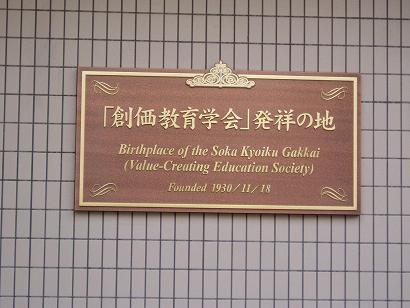 「創価教育学会」発祥の地
Birthplace of the Soka Kyoiku Gakkai
(Value-Creating Education Society)
Founded 1930/11/18